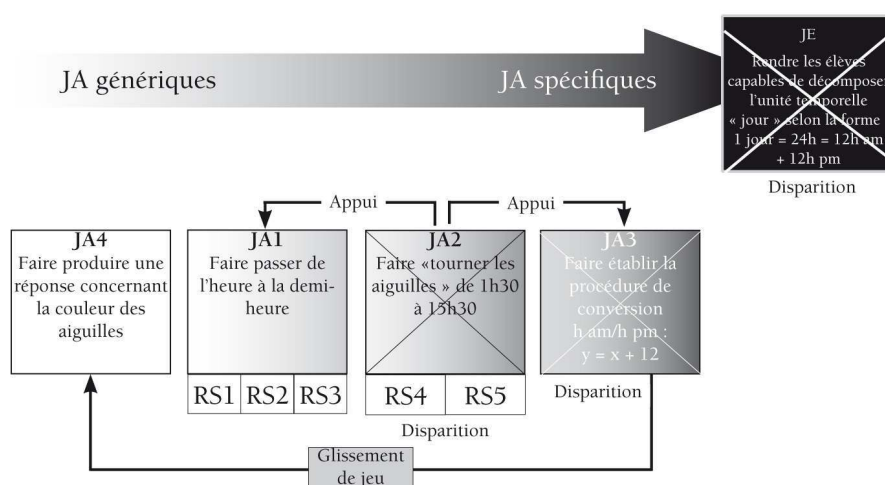 JA génériques
JA spécifiques
JE
Rendre les élèves
capables de décomposer
l'unité temporelle
« jour » selon la forme
1 jour = 24h = 12h am
+ 12h pm
Disparition
Appui
Appui
JA4
Faire produire une
réponse concernant
la couleur des
aiguilles
JA1
Faire passer de
l'heure à la demi-
heure
JA2
Faire «tourner les
aiguilles » de 1h30
à 15h30
JA3
Faire établir la
procédure de
conversion
h am/h pm :
y = x + 12
RS1
RS2
RS3
RS4
RS5
Disparition
Disparition
Glissement
de jeu